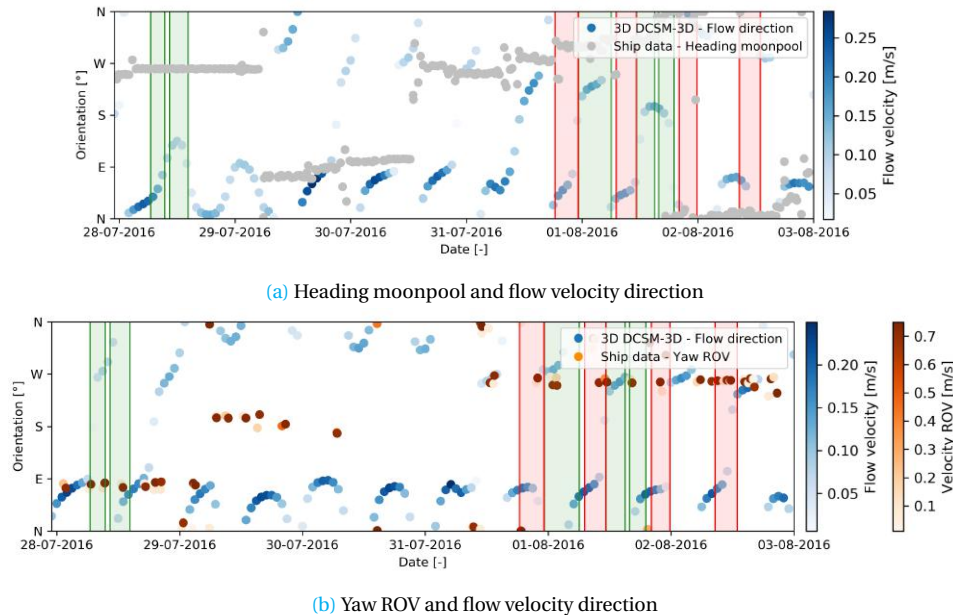 N
W
S
E
N
Orientation [°]
3D DCSM-3D - Flow direction
Ship data - Heading moonpool
0.25
0.20
0.15
0.10
0.05
Flow velocity [m/s]
28-07-2016 29-07-2016 30-07-2016 31-07-2016 01-08-2016 02-08-2016 03-08-2016
Date [-]
(a) Heading moonpool and flow velocity direction
N
W
S
E
N
Orientation [°]
3D DCSM-3D - Flow direction
Ship data - Yaw ROV
0.20
0.15
0.10
0.05
Flow velocity [m/s]
0.7
0.6
0.5
0.4
0.3
0.2
0.1
Velocity ROV [m/s]
28-07-2016 29-07-2016 30-07-2016 31-07-2016 01-08-2016 02-08-2016 03-08-2016
Date [-]
(b) Yaw ROV and flow velocity direction